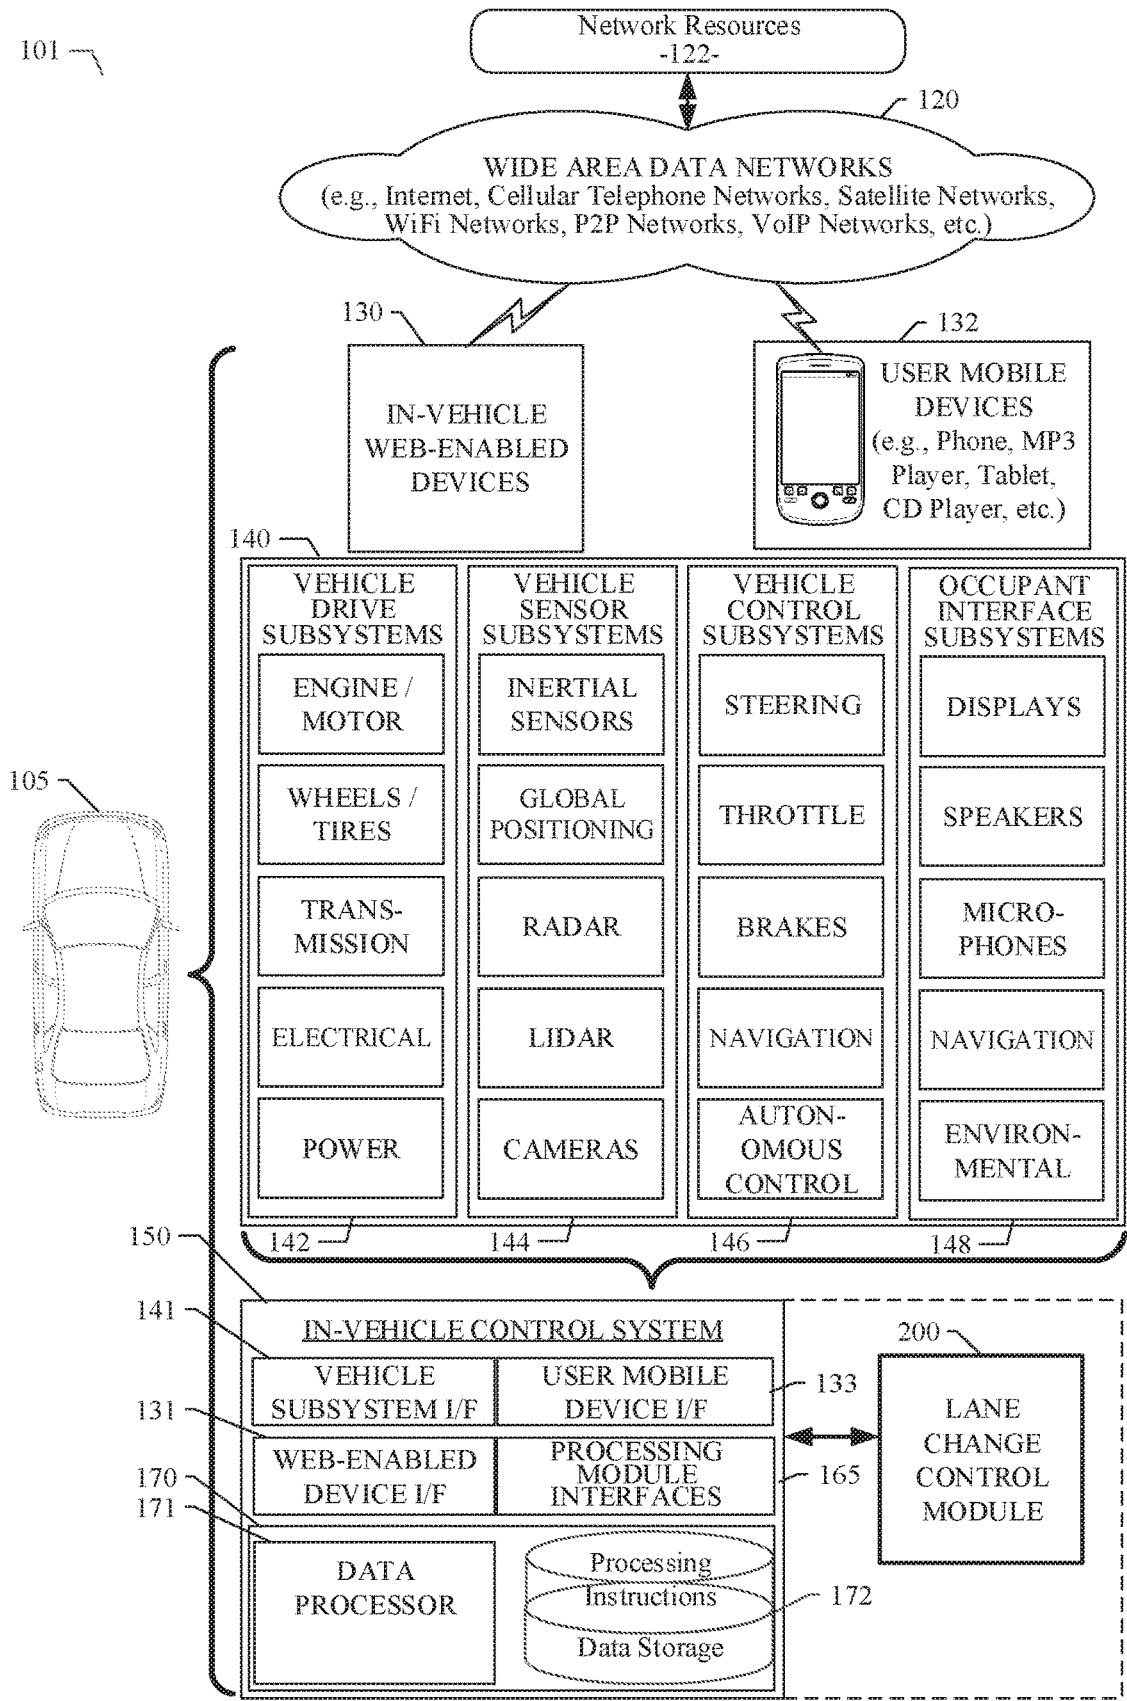 101
Network Resources
-122-
120
WIDE AREA DATA NETWORKS
(e.g., Internet, Cellular Telephone Networks, Satellite Networks,
WiFi Networks, P2P Networks, VoIP Networks, etc.)
130
IN-VEHICLE
WEB-ENABLED
DEVICES
132
USER MOBILE
DEVICES
(e.g., Phone, MP3
Player, Tablet,
CD Player, etc.)
140
105
VEHICLE
DRIVE
SUBSYSTEMS
ENGINE /
MOTOR
WHEELS /
TIRES
TRANS-
MISSION
ELECTRICAL
POWER
142
VEHICLE
SENSOR
SUBSYSTEMS
INERTIAL
SENSORS
GLOBAL
POSITIONING
RADAR
LIDAR
CAMERAS
144
VEHICLE
CONTROL
SUBSYSTEMS
STEERING
THROTTLE
BRAKES
NAVIGATION
AUTON-
OMOUS
CONTROL
146
OCCUPANT
INTERFACE
SUBSYSTEMS
DISPLAYS
SPEAKERS
MICRO-
PHONES
NAVIGATION
ENVIRON-
MENTAL
148
150
IN-VEHICLE CONTROL SYSTEM
141
VEHICLE
SUBSYSTEM I/F
USER MOBILE
DEVICE I/F
133
131
WEB-ENABLED
DEVICE I/F
PROCESSING
MODULE
INTERFACES
165
170
171
DATA
PROCESSOR
Processing
Instructions
Data Storage
172
200
LANE
CHANGE
CONTROL
MODULE